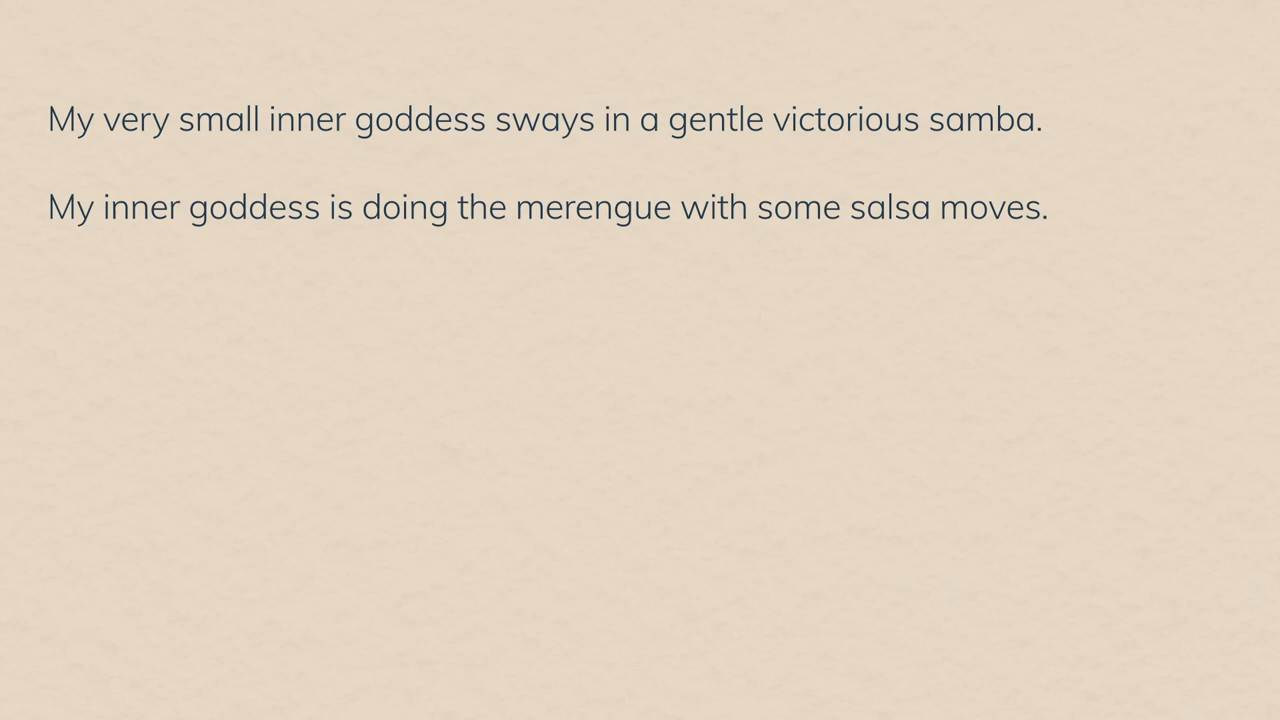 My very small inner goddess sways in a gentle victorious samba.
My inner goddess is doing the merengue with some salsa moves.